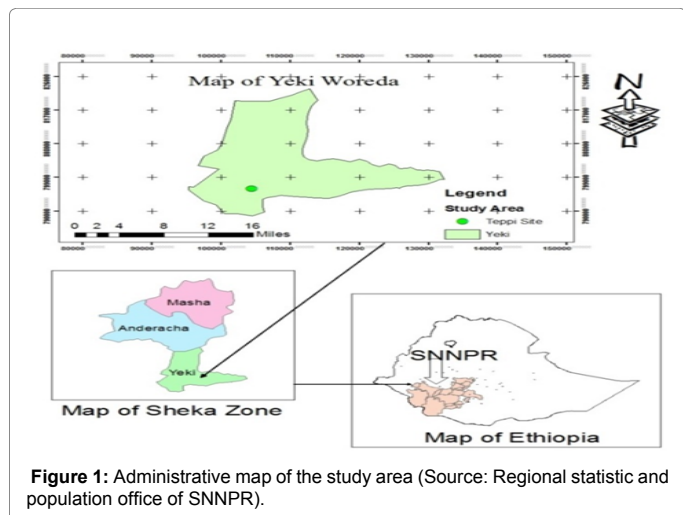 80000 90000 100000 110000 120000 130000 140000 150000
Map of Yeki Woreda
N
Legend
Study Area
Teppi Site
Yeki
0 2 4 8 12 16
Miles
80000 90000 100000 110000 120000 130000 140000 150000
Masha
Anderacha
Yeki
Map of Sheka Zone
SNNPR
Map of Ethiopia
Figure 1: Administrative map of the study area (Source: Regional statistic and
population office of SNNPR).